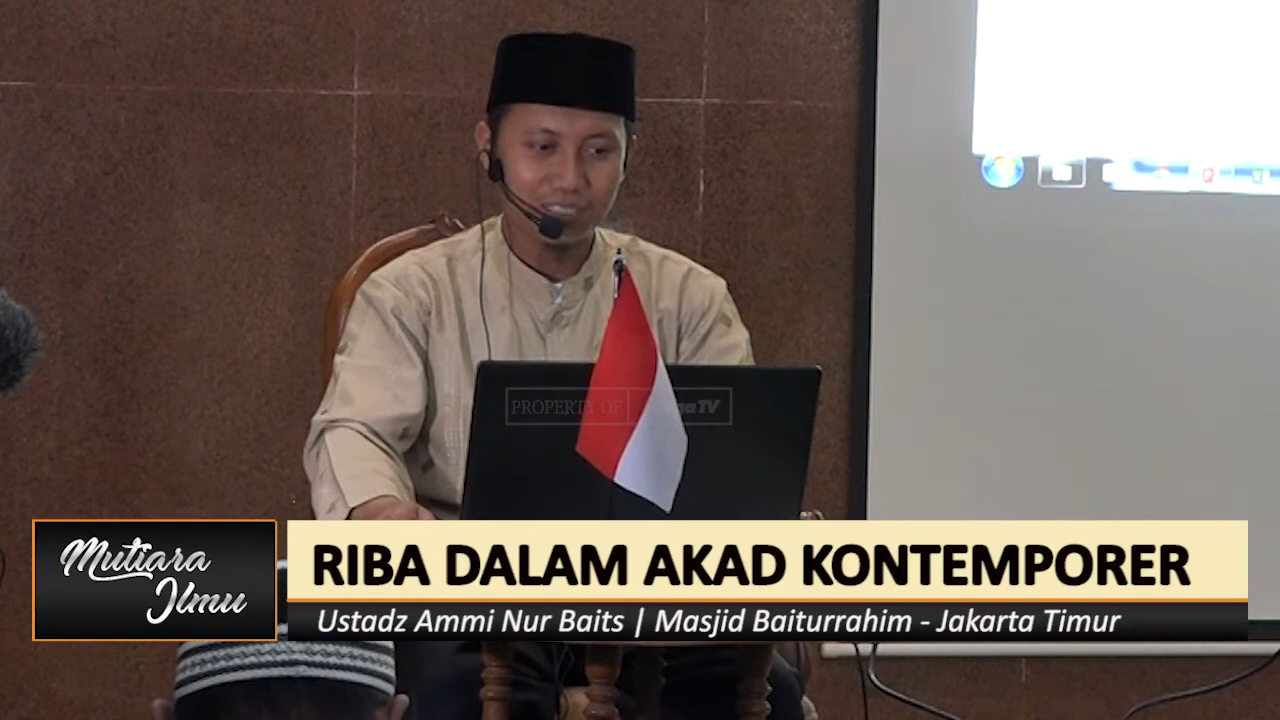 PROPERTY OF
Mutiara
Ilmu
RIBA DALAM AKAD KONTEMPORER
Ustadz Ammi Nur Baits | Masjid Baiturrahim - Jakarta Timur